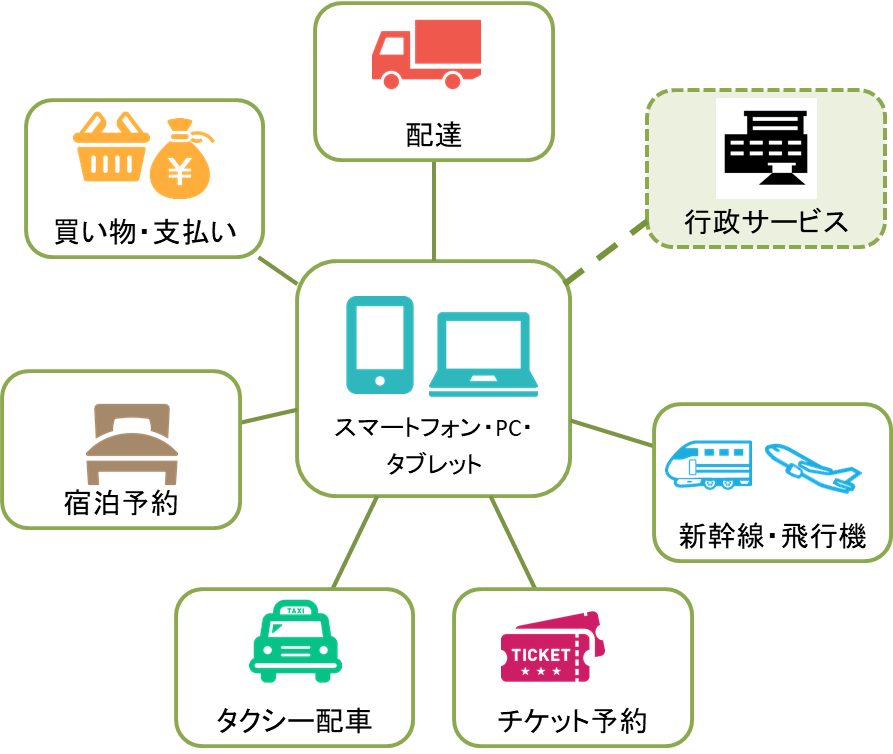 配達
行政サービス
¥
買い物・支払い
スマートフォン・PC・
タブレット
宿泊予約
新幹線・飛行機
TAXI
タクシー配車
TICKET
チケット予約